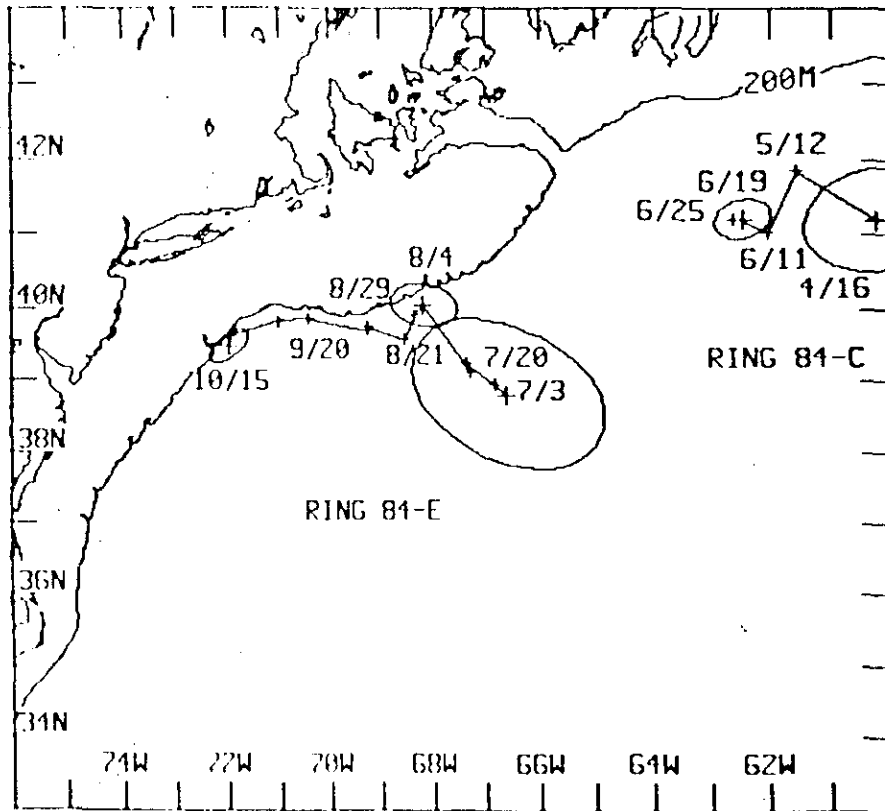 200M
42N
5/12
6/19
6/25
6/11
8/4
4/16
8/29
40N
9/20
8/21
7/20
RING 84-C
10/15
7/3
38N
RING 84-E
36N
34N
74W 72W 70W 68W 66W 64W 62W